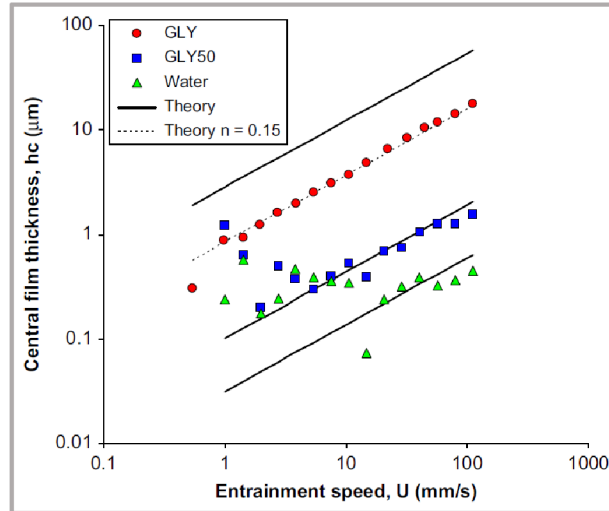 100
GLY
GLY50
Water
Theory
Theory n = 0.15
10
1
0.1
0.01
Central film thickness, hc (μm)
0.1 1 10 100 1000
Entrainment speed, U (mm/s)